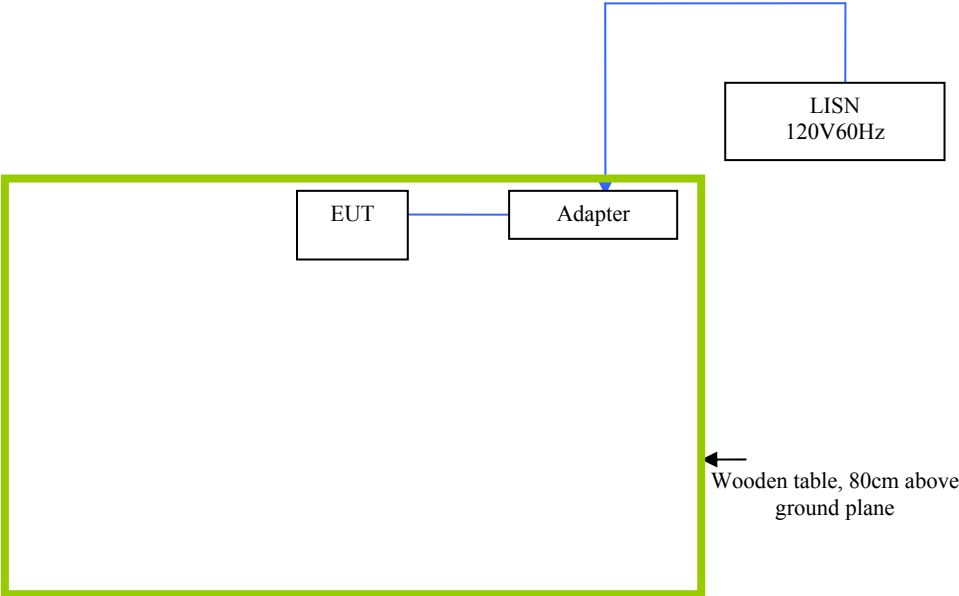 LISN
120V60Hz
EUT
Adapter
Wooden table, 80cm above
ground plane